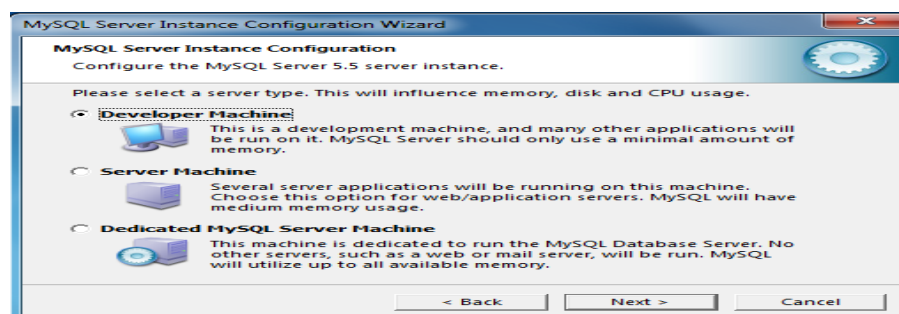 MySQL Server Instance Configuration Wizard
MySQL Server Instance Configuration
Configure the MySQL Server 5.5 server instance.
Please select a server type. This will influence memory, disk and CPU usage.
Developer Machine
This is a development machine, and many other applications will
be run on it. MySQL Server should only use a minimal amount of
memory.
Server Machine
Several server applications will be running on this machine.
Choose this option for web/application servers. MySQL will have
medium memory usage.
Dedicated MySQL Server Machine
This machine is dedicated to run the MySQL Database Server. No
other servers, such as a web or mail server, will be run. MySQL
will utilize up to all available memory.
< Back
Next >
Cancel